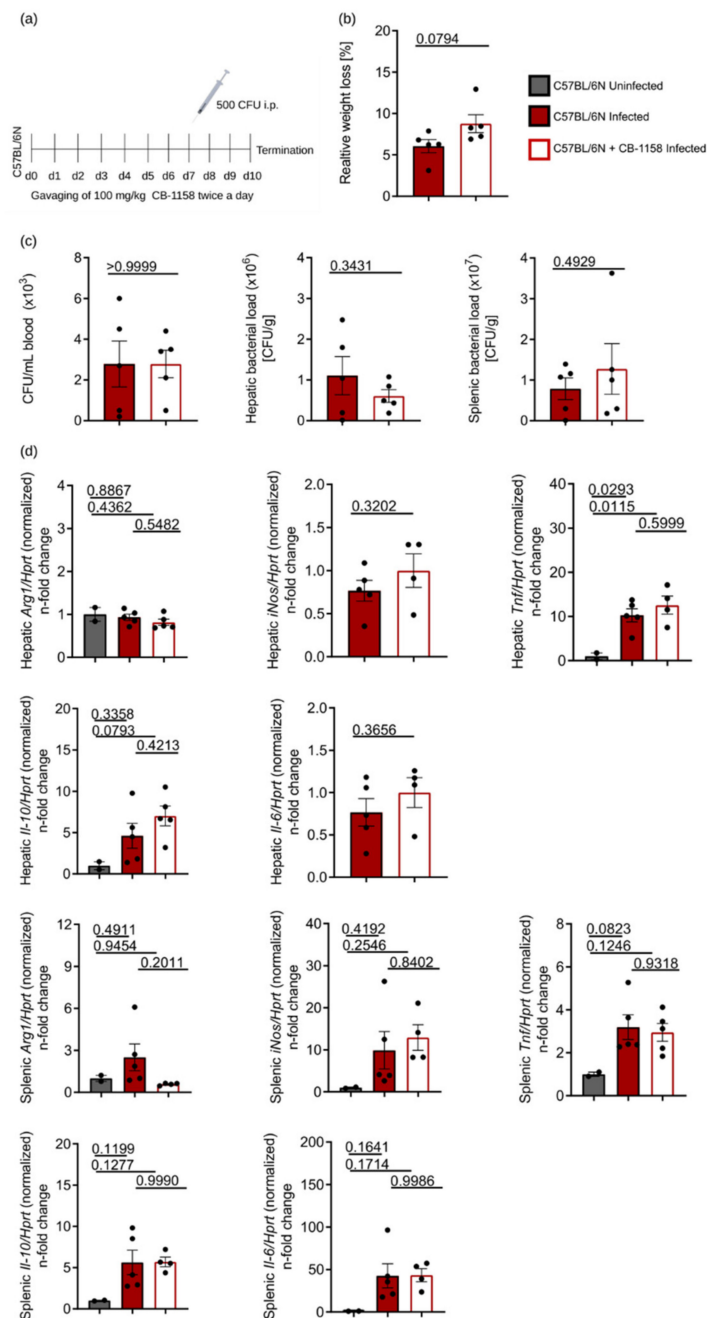 (a)
500 CFU i.p.
C57BL/6N
Termination
d0 d1 d2 d3 d4 d5 d6 d7 d8 d9 d10
Gavaging of 100 mg/kg CB-1158 twice a day
(b)
Realtive weight loss [%]
15
10
5
0
0.0794
C57BL/6N Uninfected
C57BL/6N Infected
C57BL/6N + CB-1158 Infected
(c)
CFU/mL blood (x10³)
8
6
4
2
0
>0.9999
Hepatic bacterial load (x10⁶)
[CFU/g]
4
3
2
1
0
0.3431
Splenic bacterial load (x10⁷)
[CFU/g]
4
3
2
1
0
0.4929
(d)
Hepatic Arg1/Hprt (normalized)
n-fold change
4
3
2
1
0
0.8867
0.4362
0.5482
Hepatic iNos/Hprt (normalized)
n-fold change
2.0
1.5
1.0
0.5
0.0
0.3202
Hepatic Tnf/Hprt (normalized)
n-fold change
40
30
20
10
0
0.0293
0.0115
0.5999
Hepatic Il-10/Hprt (normalized)
n-fold change
20
15
10
5
0
0.3358
0.0793
0.4213
Hepatic Il-6/Hprt (normalized)
n-fold change
2.0
1.5
1.0
0.5
0.0
0.3656
Splenic Arg1/Hprt (normalized)
n-fold change
12
9
6
3
0
0.4911
0.9454
0.2011
Splenic iNos/Hprt (normalized)
n-fold change
40
30
20
10
0
0.4192
0.2546
0.8402
Splenic Tnf/Hprt (normalized)
n-fold change
8
6
4
2
0
0.0823
0.1246
0.9318
Splenic Il-10/Hprt (normalized)
n-fold change
20
15
10
5
0
0.1199
0.1277
0.9990
Splenic Il-6/Hprt (normalized)
n-fold change
200
150
100
50
0
0.1641
0.1714
0.9986